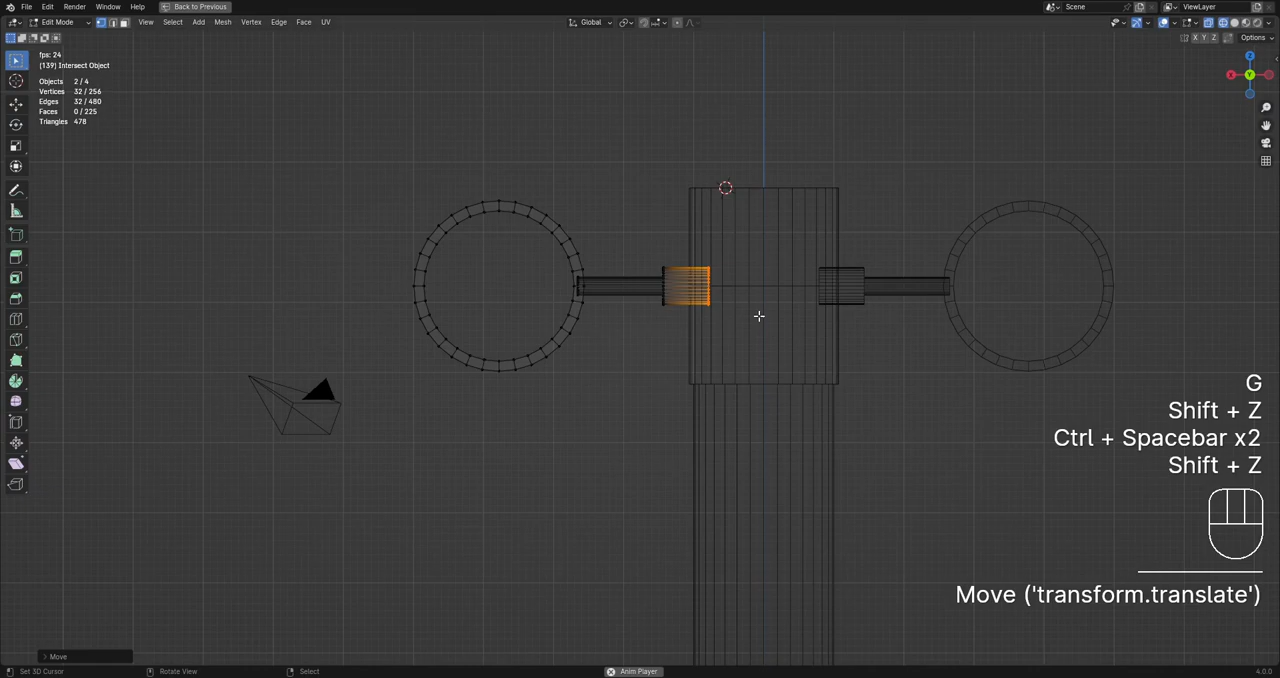 File Edit Render Window Help Back to Previous Scene ViewLayer
Edit Mode View Select Add Mesh Vertex Edge Face UV Global
X Y Z Options
fps: 24
[139] Intersect Object
Objects 2 / 4
Vertices 32 / 256
Edges 32 / 480
Faces 0 / 225
Triangles 478
Z
X Y
G
Shift + Z
Ctrl + Spacebar x2
Shift + Z
Move ('transform.translate')
Move
Set 3D Cursor Rotate View Select Anim Player 4.0.0